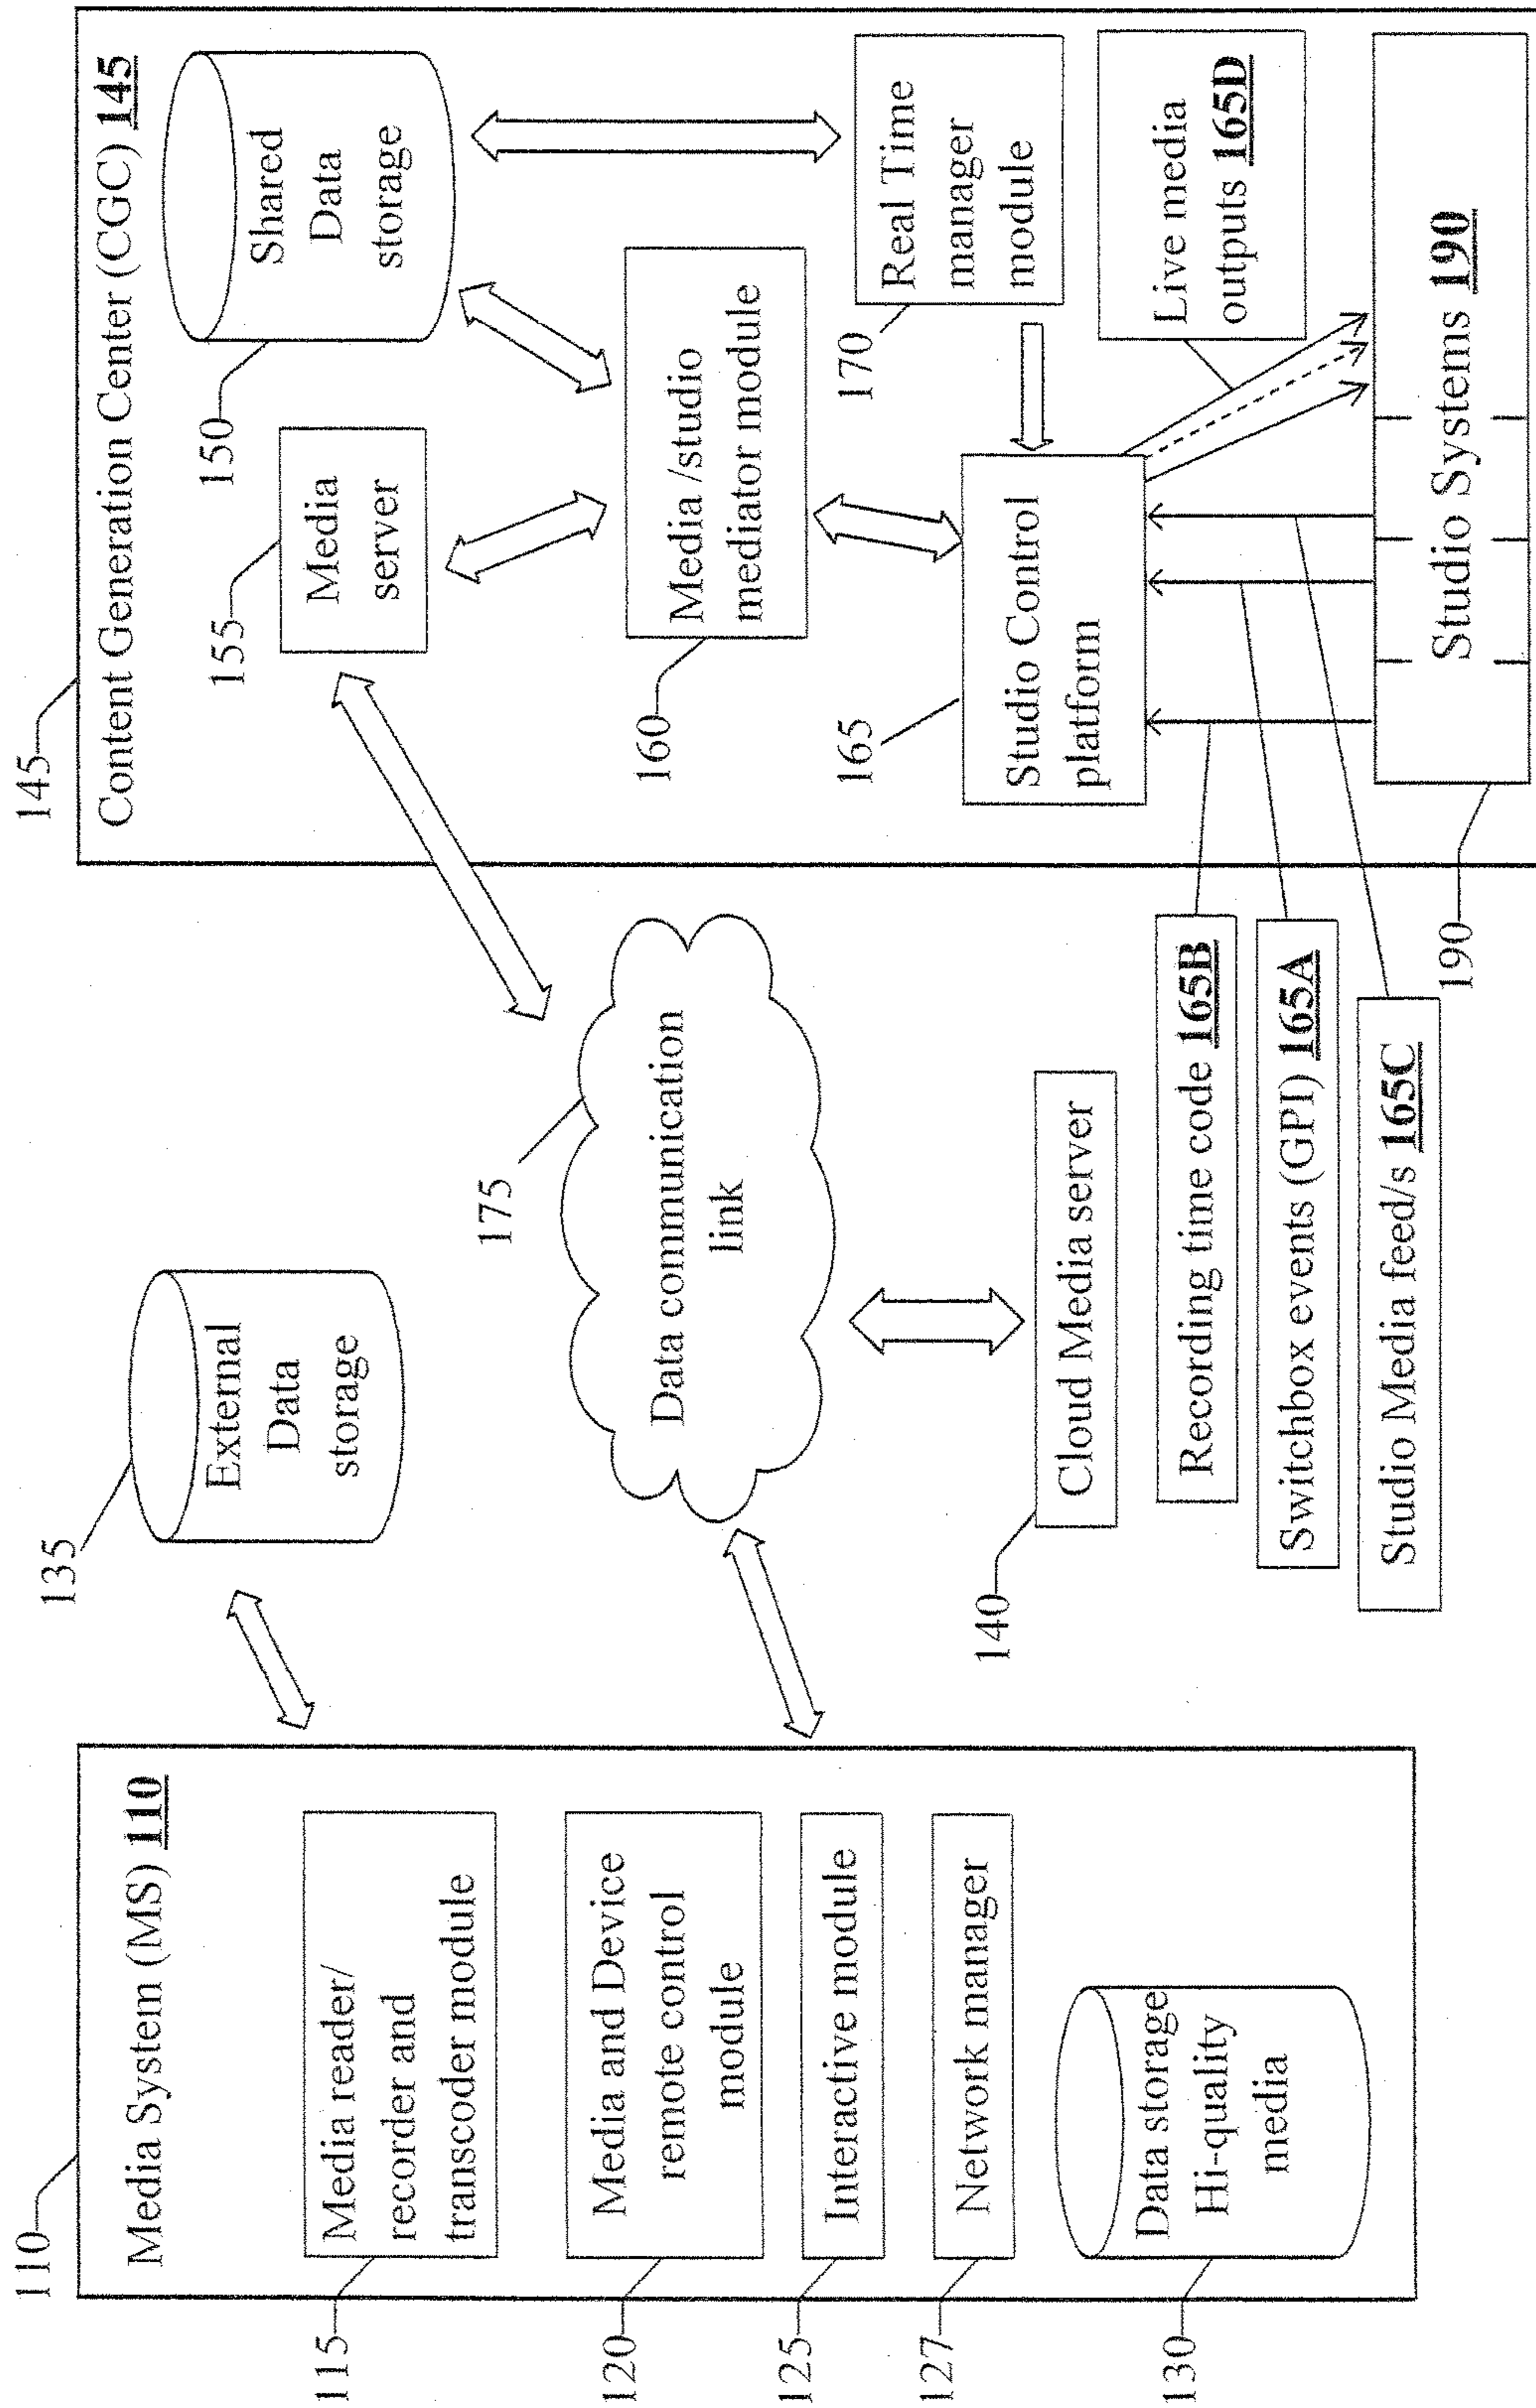 110
Media System (MS) 110
115
Media reader/
recorder and
transcoder module
120
Media and Device
remote control
module
125
Interactive module
127
Network manager
130
Data storage
Hi-quality
media
135
External
Data
storage
175
Data communication
link
140
Cloud Media server
Recording time code 165B
Switchbox events (GPI) 165A
Studio Media feed/s 165C
145
Content Generation Center (CGC) 145
155
Media
server
150
Shared
Data
storage
160
Media /studio
mediator module
165
Studio Control
platform
170
Real Time
manager
module
Live media
outputs 165D
Studio Systems 190
190